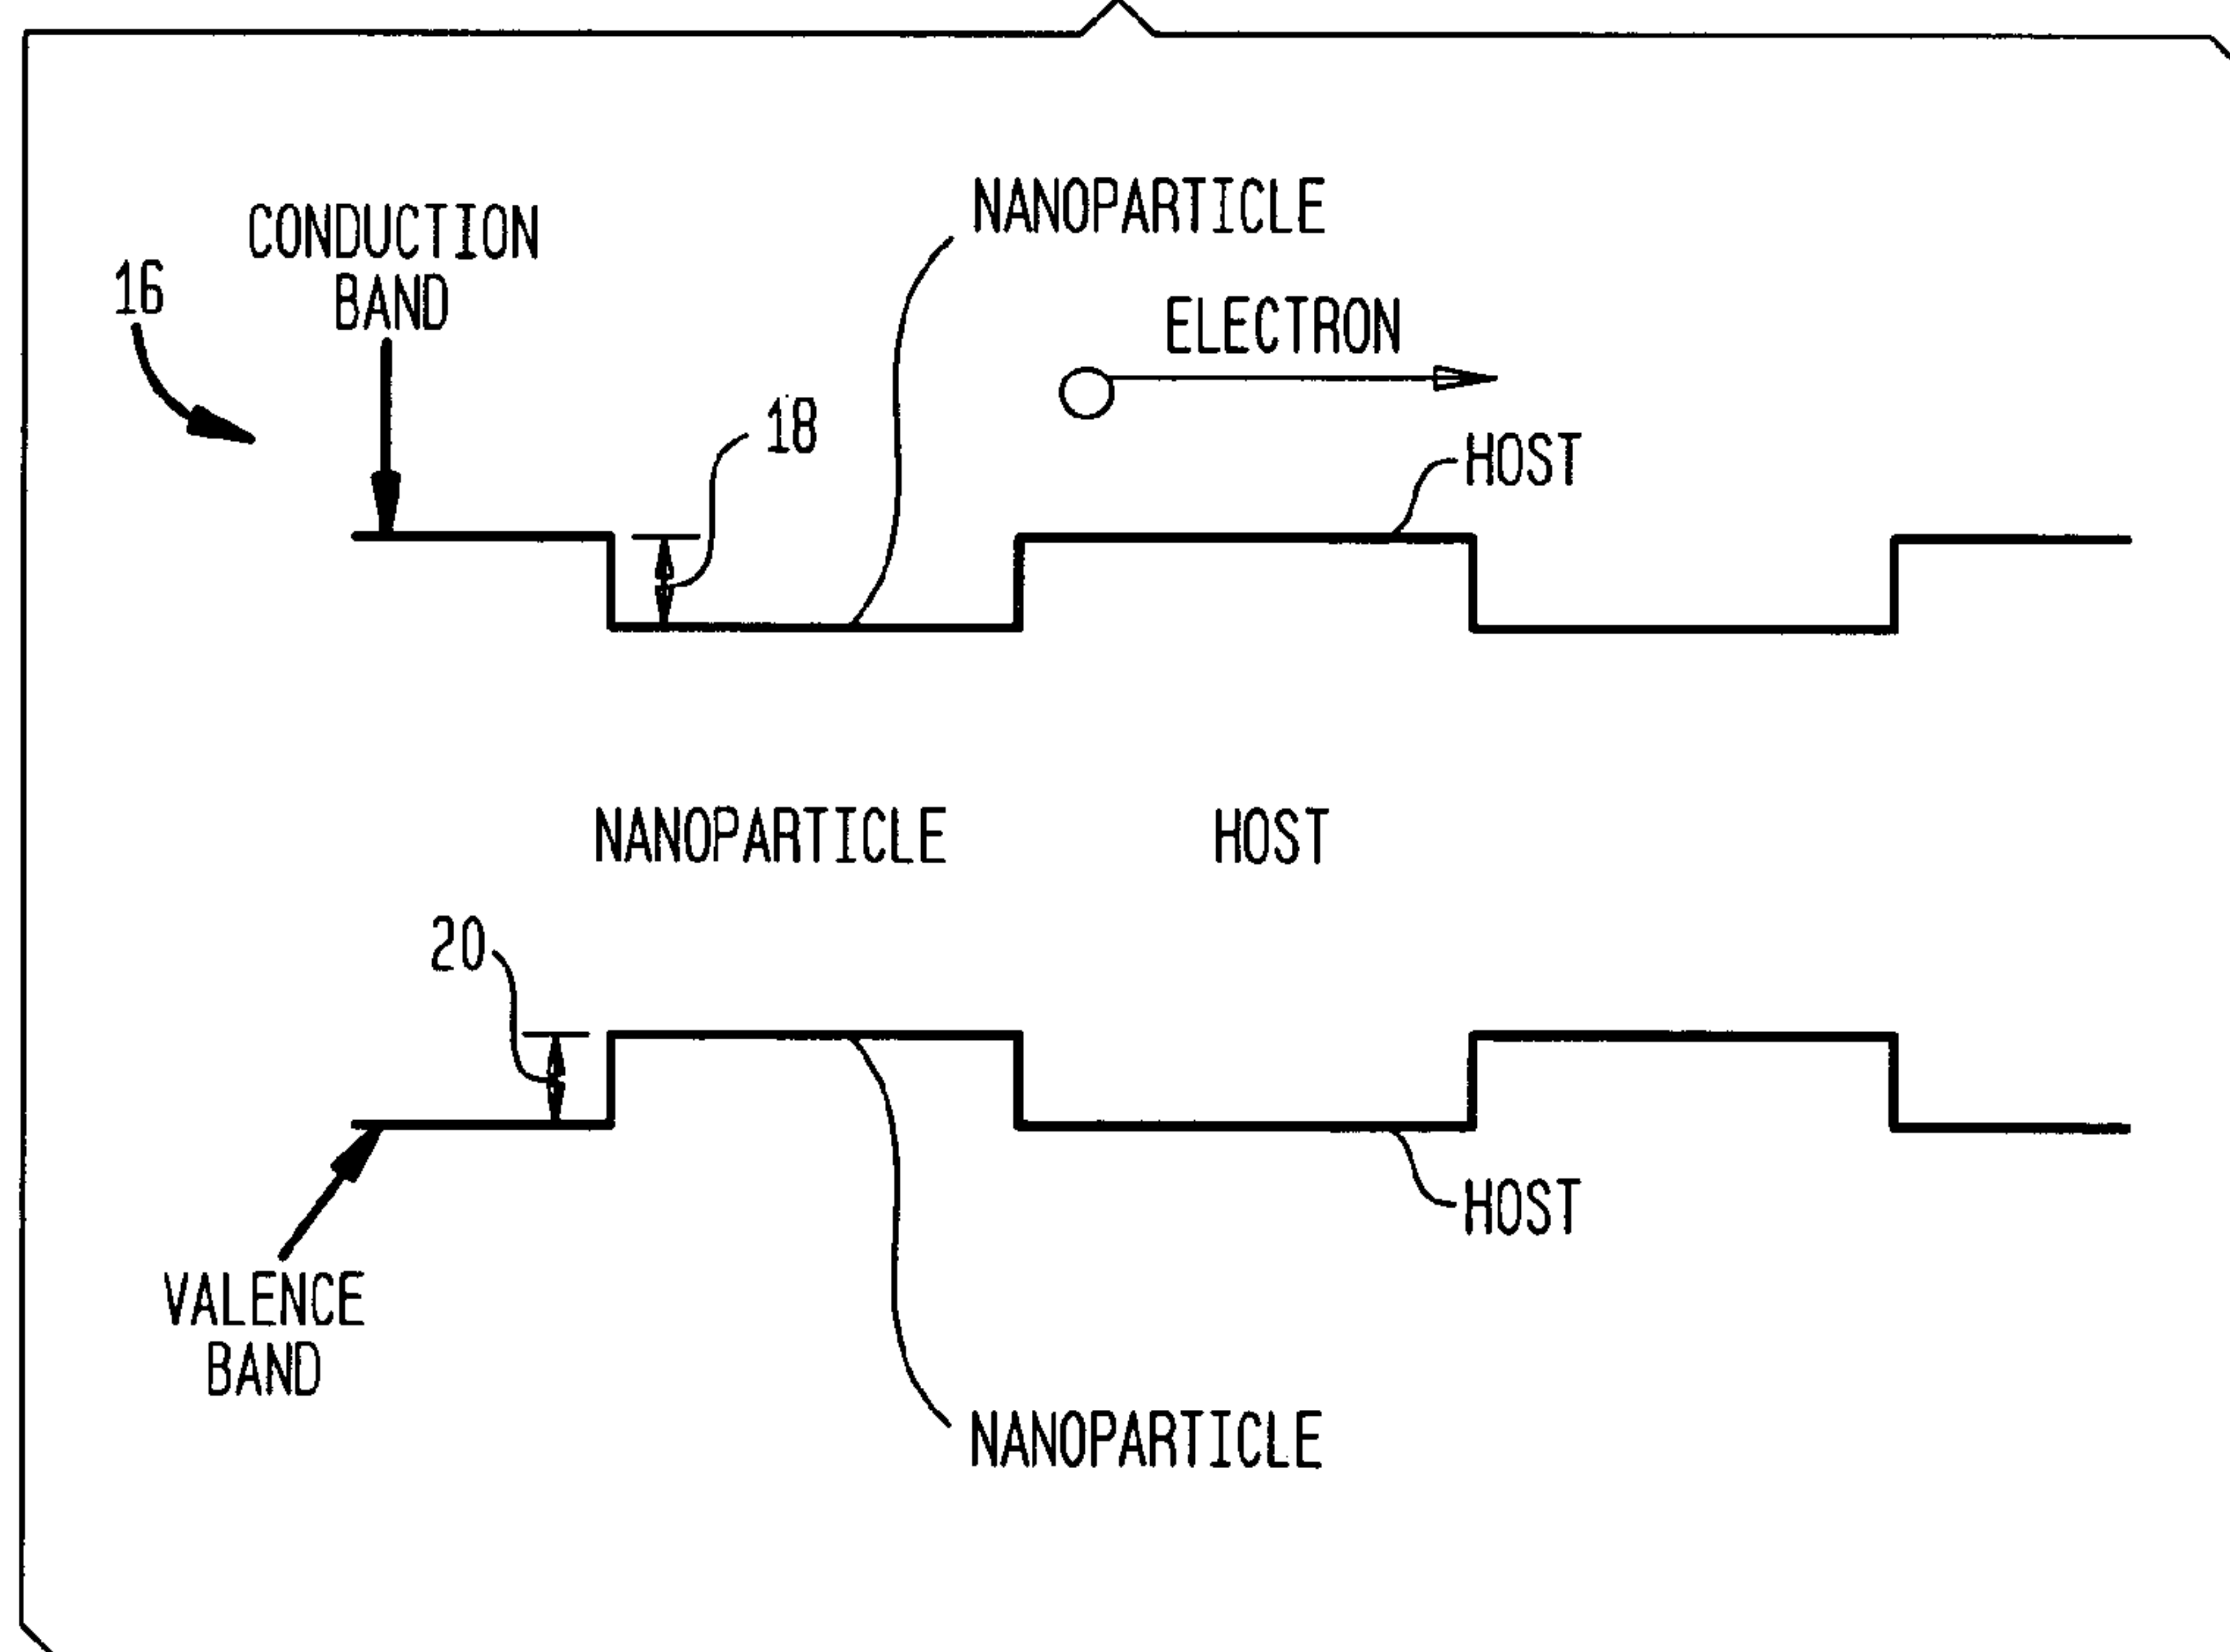 NANOPARTICLE
CONDUCTION
BAND
16
ELECTRON
18
HOST
NANOPARTICLE
HOST
20
HOST
VALENCE
BAND
NANOPARTICLE